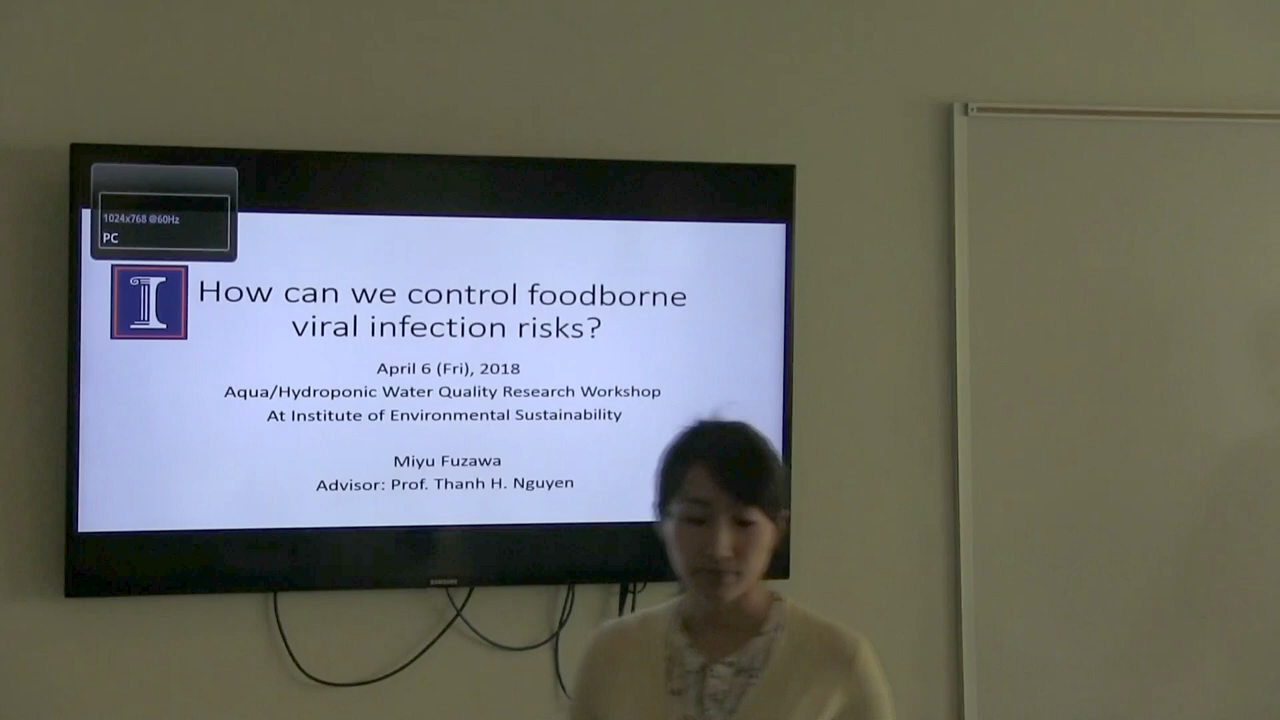 1024x768 @60Hz
PC
How can we control foodborne
viral infection risks?
April 6 (Fri), 2018
Aqua/Hydroponic Water Quality Research Workshop
At Institute of Environmental Sustainability
Miyu Fuzawa
Advisor: Prof. Thanh H. Nguyen
SAMSUNG